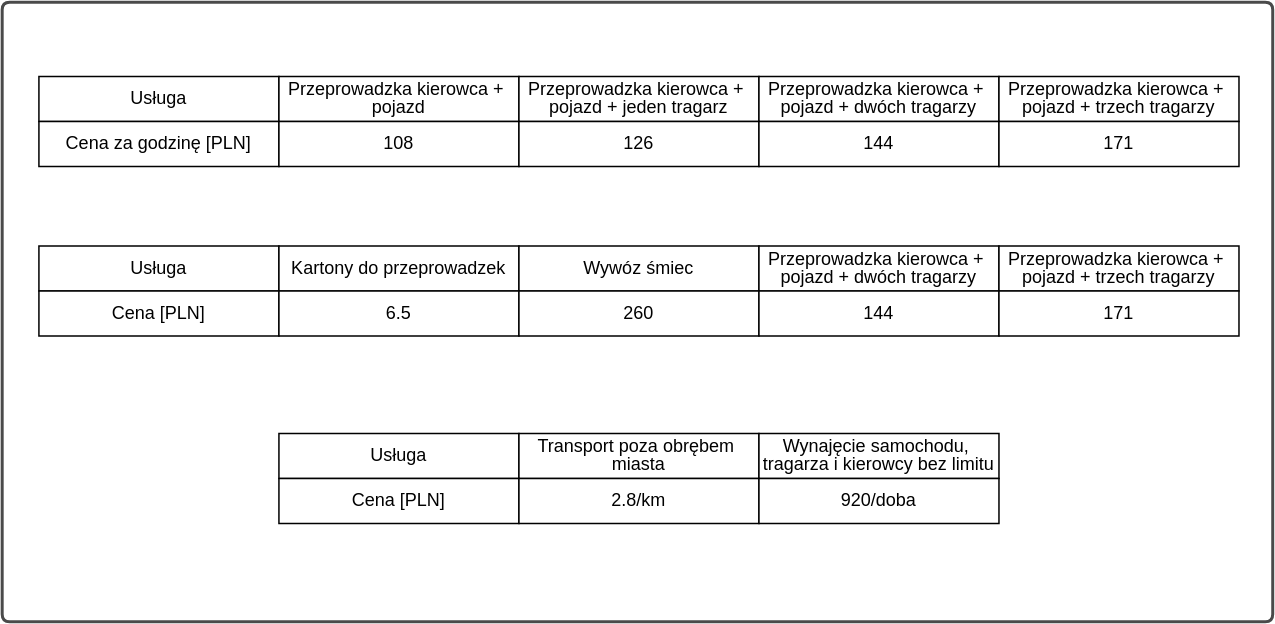 Usługa
Przeprowadzka kierowca +
pojazd
Przeprowadzka kierowca +
pojazd + jeden tragarz
Przeprowadzka kierowca +
pojazd + dwóch tragarzy
Przeprowadzka kierowca +
pojazd + trzech tragarzy
Cena za godzinę [PLN]
108
126
144
171
Usługa
Kartony do przeprowadzek
Wywóz śmiec
Przeprowadzka kierowca +
pojazd + dwóch tragarzy
Przeprowadzka kierowca +
pojazd + trzech tragarzy
Cena [PLN]
6.5
260
144
171
Usługa
Transport poza obrębem
miasta
Wynajęcie samochodu,
tragarza i kierowcy bez limitu
Cena [PLN]
2.8/km
920/doba